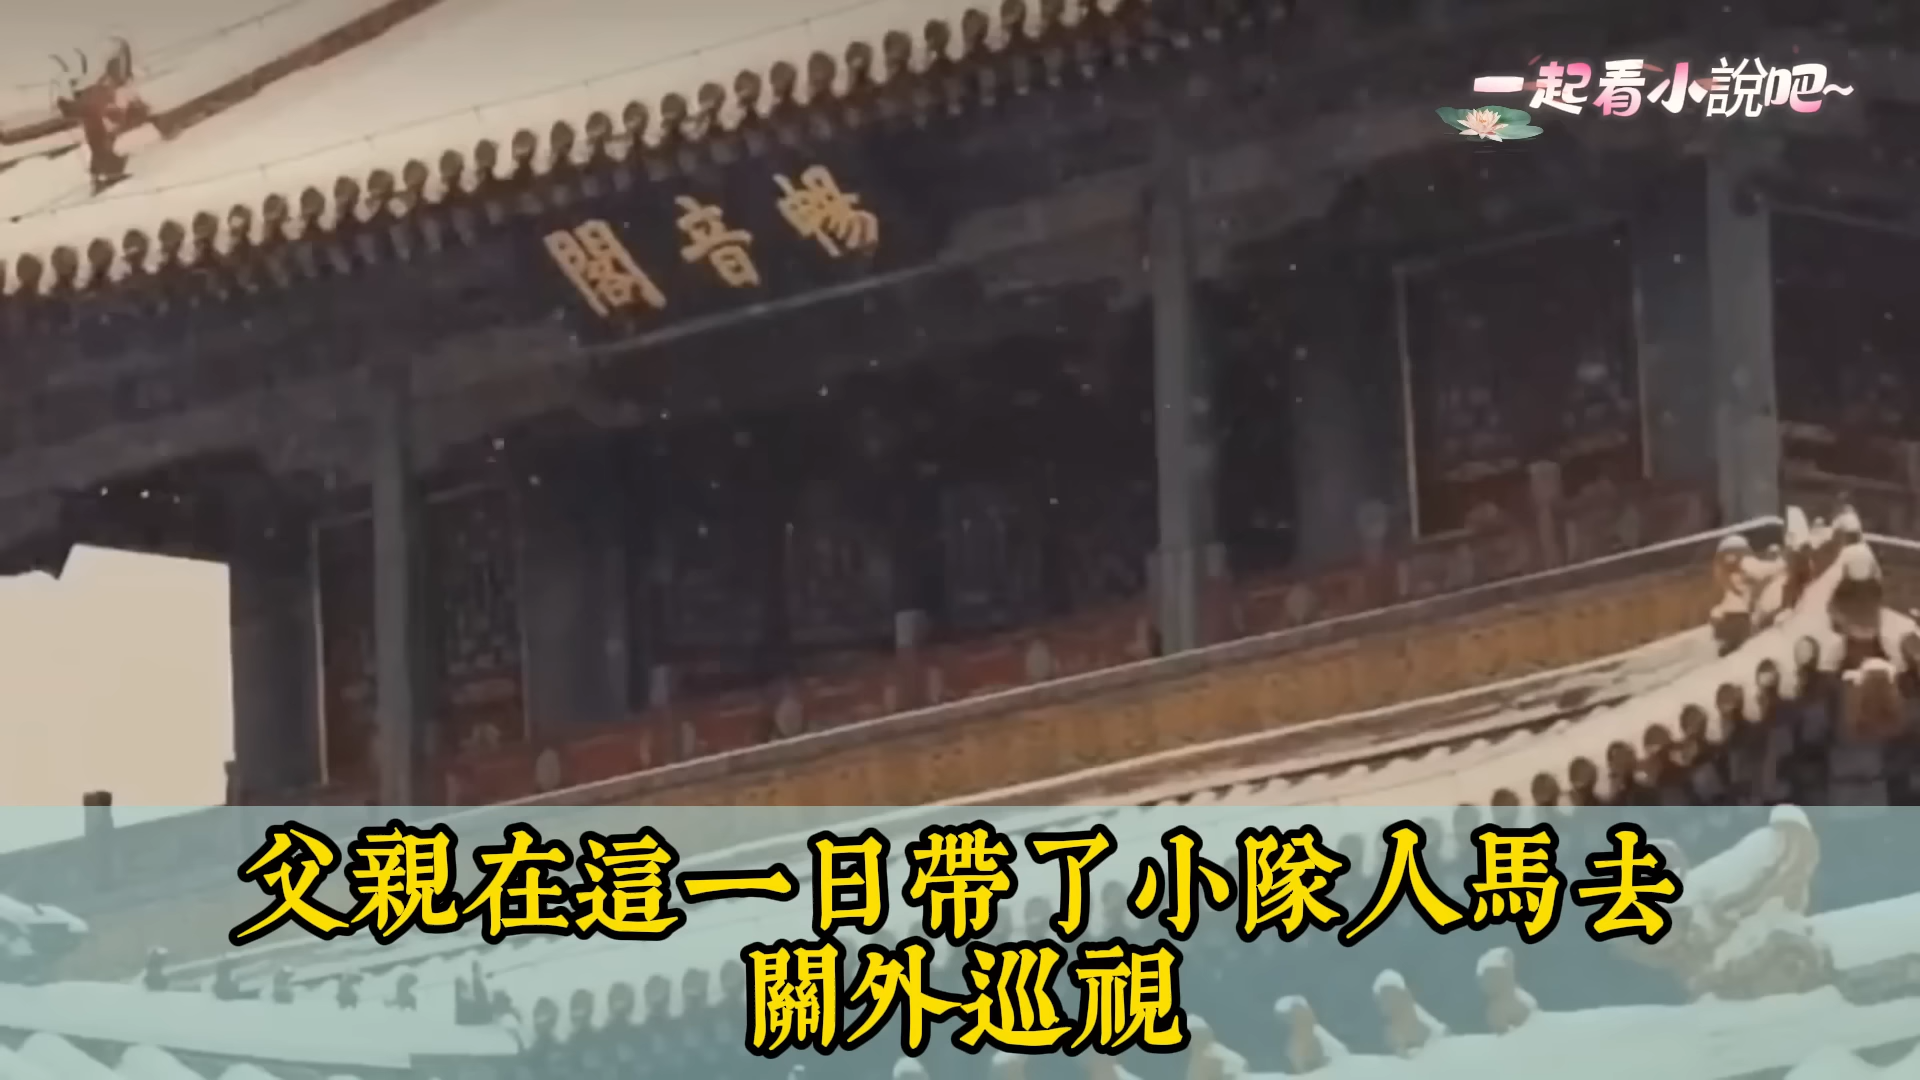 一起看小說吧~
暢音閣
父親在這一日帶了小隊人馬去
關外巡視